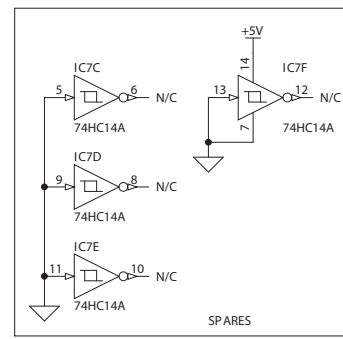 +5V
IC7C
14
IC7F
5
6
N/C
13
12
N/C
74HC14A
7
74HC14A
IC7D
9
8
N/C
74HC14A
IC7E
11
10
N/C
74HC14A
SPARES